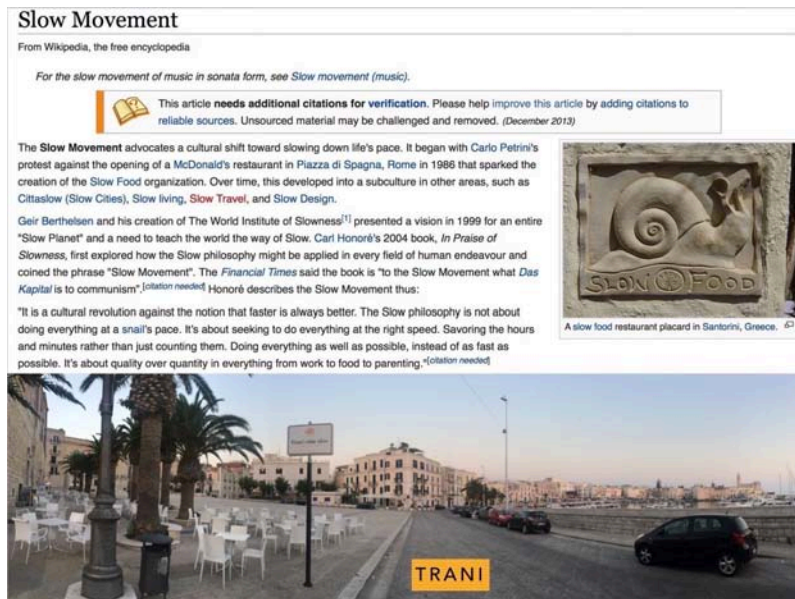 Slow Movement
From Wikipedia, the free encyclopedia
For the slow movement of music in sonata form, see Slow movement (music).
This article needs additional citations for verification. Please help improve this article by adding citations to
reliable sources. Unsourced material may be challenged and removed. (December 2013)
The Slow Movement advocates a cultural shift toward slowing down life's pace. It began with Carlo Petrini's
protest against the opening of a McDonald's restaurant in Piazza di Spagna, Rome in 1986 that sparked the
creation of the Slow Food organization. Over time, this developed into a subculture in other areas, such as
Cittaslow (Slow Cities), Slow living, Slow Travel, and Slow Design.
Geir Berthelsen and his creation of The World Institute of Slowness[1] presented a vision in 1999 for an entire
"Slow Planet" and a need to teach the world the way of Slow. Carl Honoré's 2004 book, In Praise of
Slowness, first explored how the Slow philosophy might be applied in every field of human endeavour and
coined the phrase "Slow Movement". The Financial Times said the book is "to the Slow Movement what Das
Kapital is to communism".[citation needed] Honoré describes the Slow Movement thus:
"It is a cultural revolution against the notion that faster is always better. The Slow philosophy is not about
doing everything at a snail's pace. It's about seeking to do everything at the right speed. Savoring the hours
and minutes rather than just counting them. Doing everything as well as possible, instead of as fast as
possible. It's about quality over quantity in everything from work to food to parenting."[citation needed]
SLOW FOOD
A slow food restaurant placard in Santorini, Greece.
TRANI